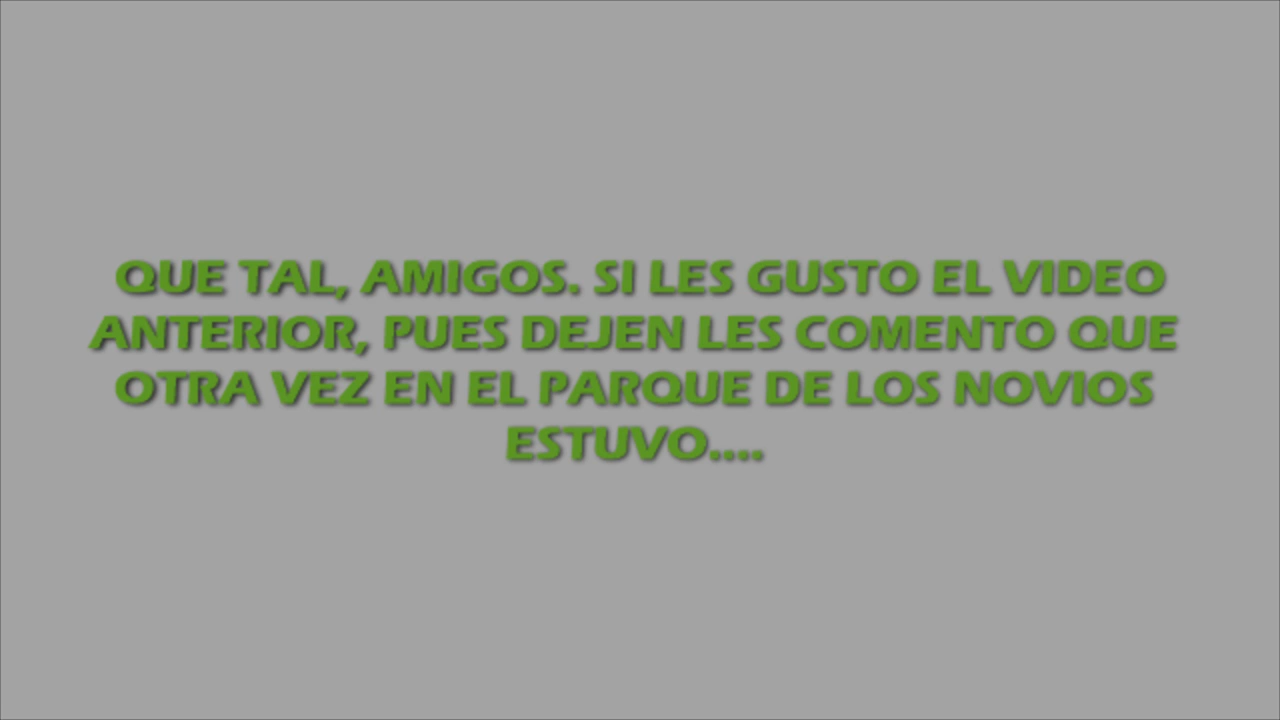 QUE TAL, AMIGOS. SI LES GUSTO EL VIDEO
ANTERIOR, PUES DEJEN LES COMENTO QUE
OTRA VEZ EN EL PARQUE DE LOS NOVIOS
ESTUVO....